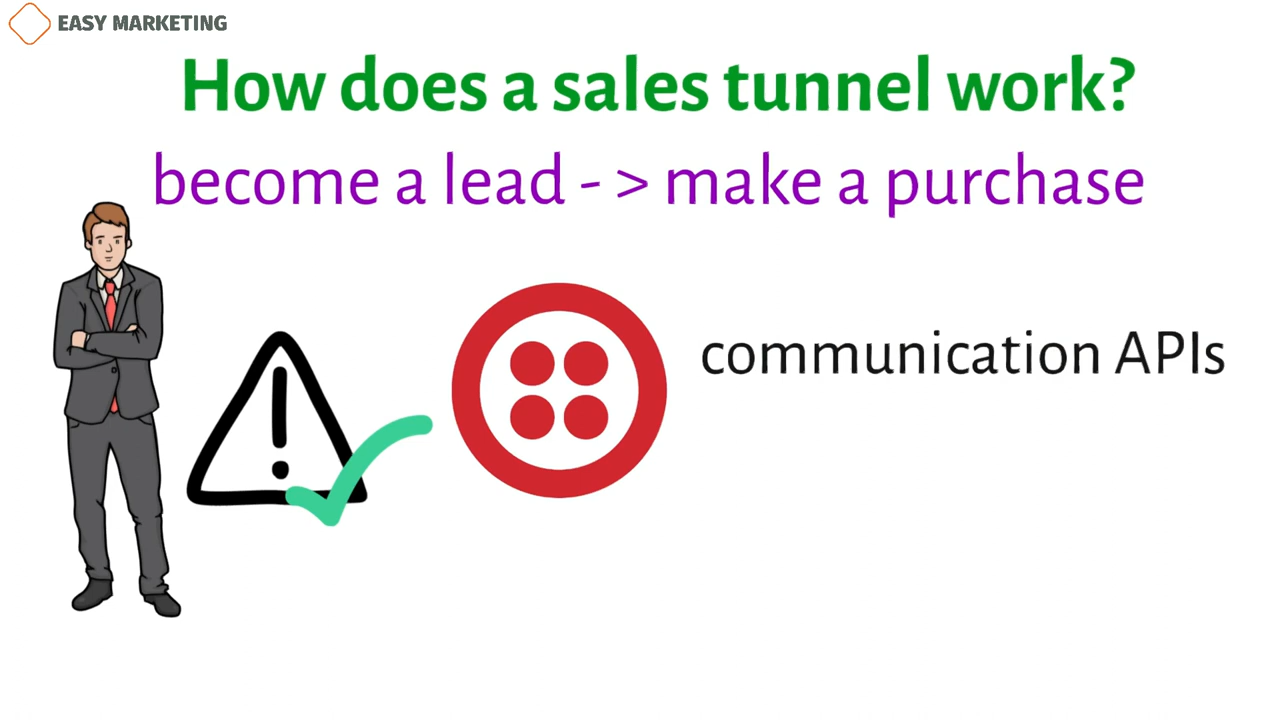 EASY MARKETING
How does a sales tunnel work?
become a lead - > make a purchase
communication APIs